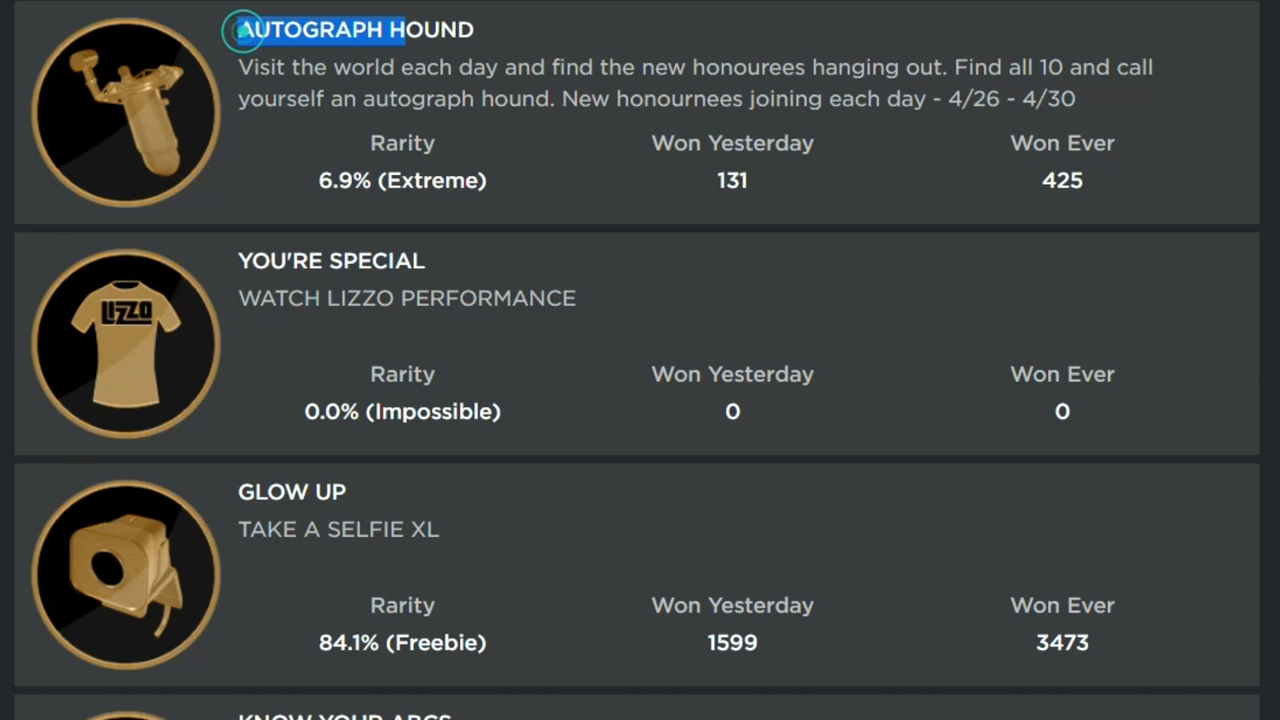 AUTOGRAPH HOUND
Visit the world each day and find the new honourees hanging out. Find all 10 and call
yourself an autograph hound. New honournees joining each day - 4/26 - 4/30
Rarity Won Yesterday Won Ever
6.9% (Extreme) 131 425
LIZZO
YOU'RE SPECIAL
WATCH LIZZO PERFORMANCE
Rarity Won Yesterday Won Ever
0.0% (Impossible) 0 0
GLOW UP
TAKE A SELFIE XL
Rarity Won Yesterday Won Ever
84.1% (Freebie) 1599 3473
KNOW YOUR ABGS